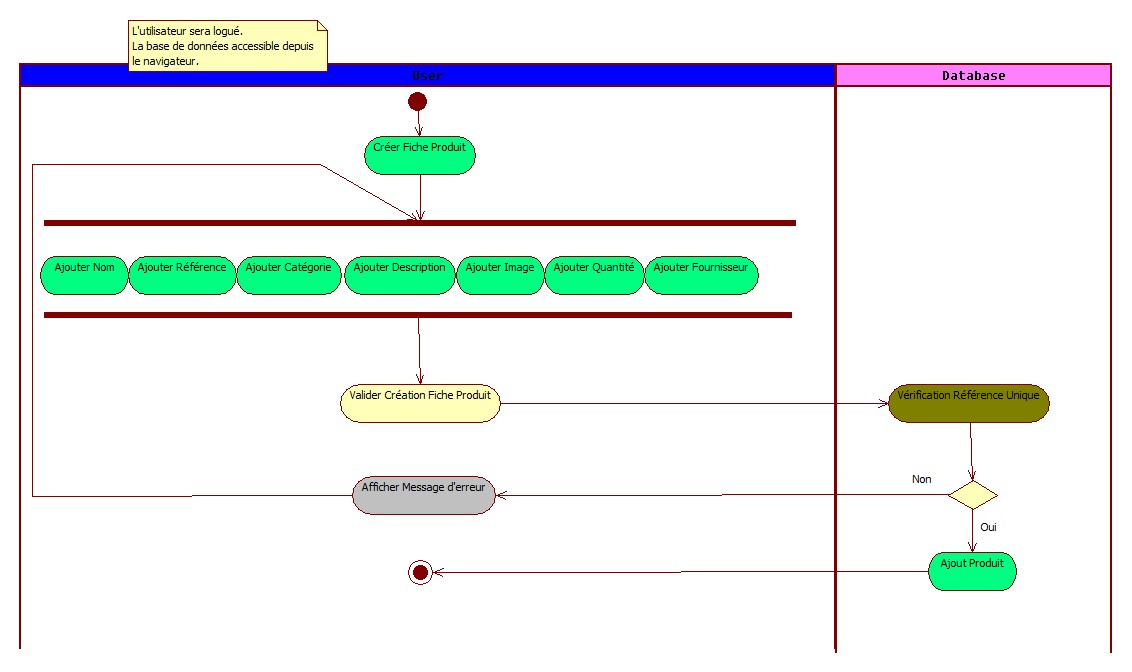 L'utilisateur sera logué.
La base de données accessible depuis
le navigateur.
User
Database
Créer Fiche Produit
Ajouter Nom
Ajouter Référence
Ajouter Catégorie
Ajouter Description
Ajouter Image
Ajouter Quantité
Ajouter Fournisseur
Valider Création Fiche Produit
Vérification Référence Unique
Afficher Message d'erreur
Non
Oui
Ajout Produit